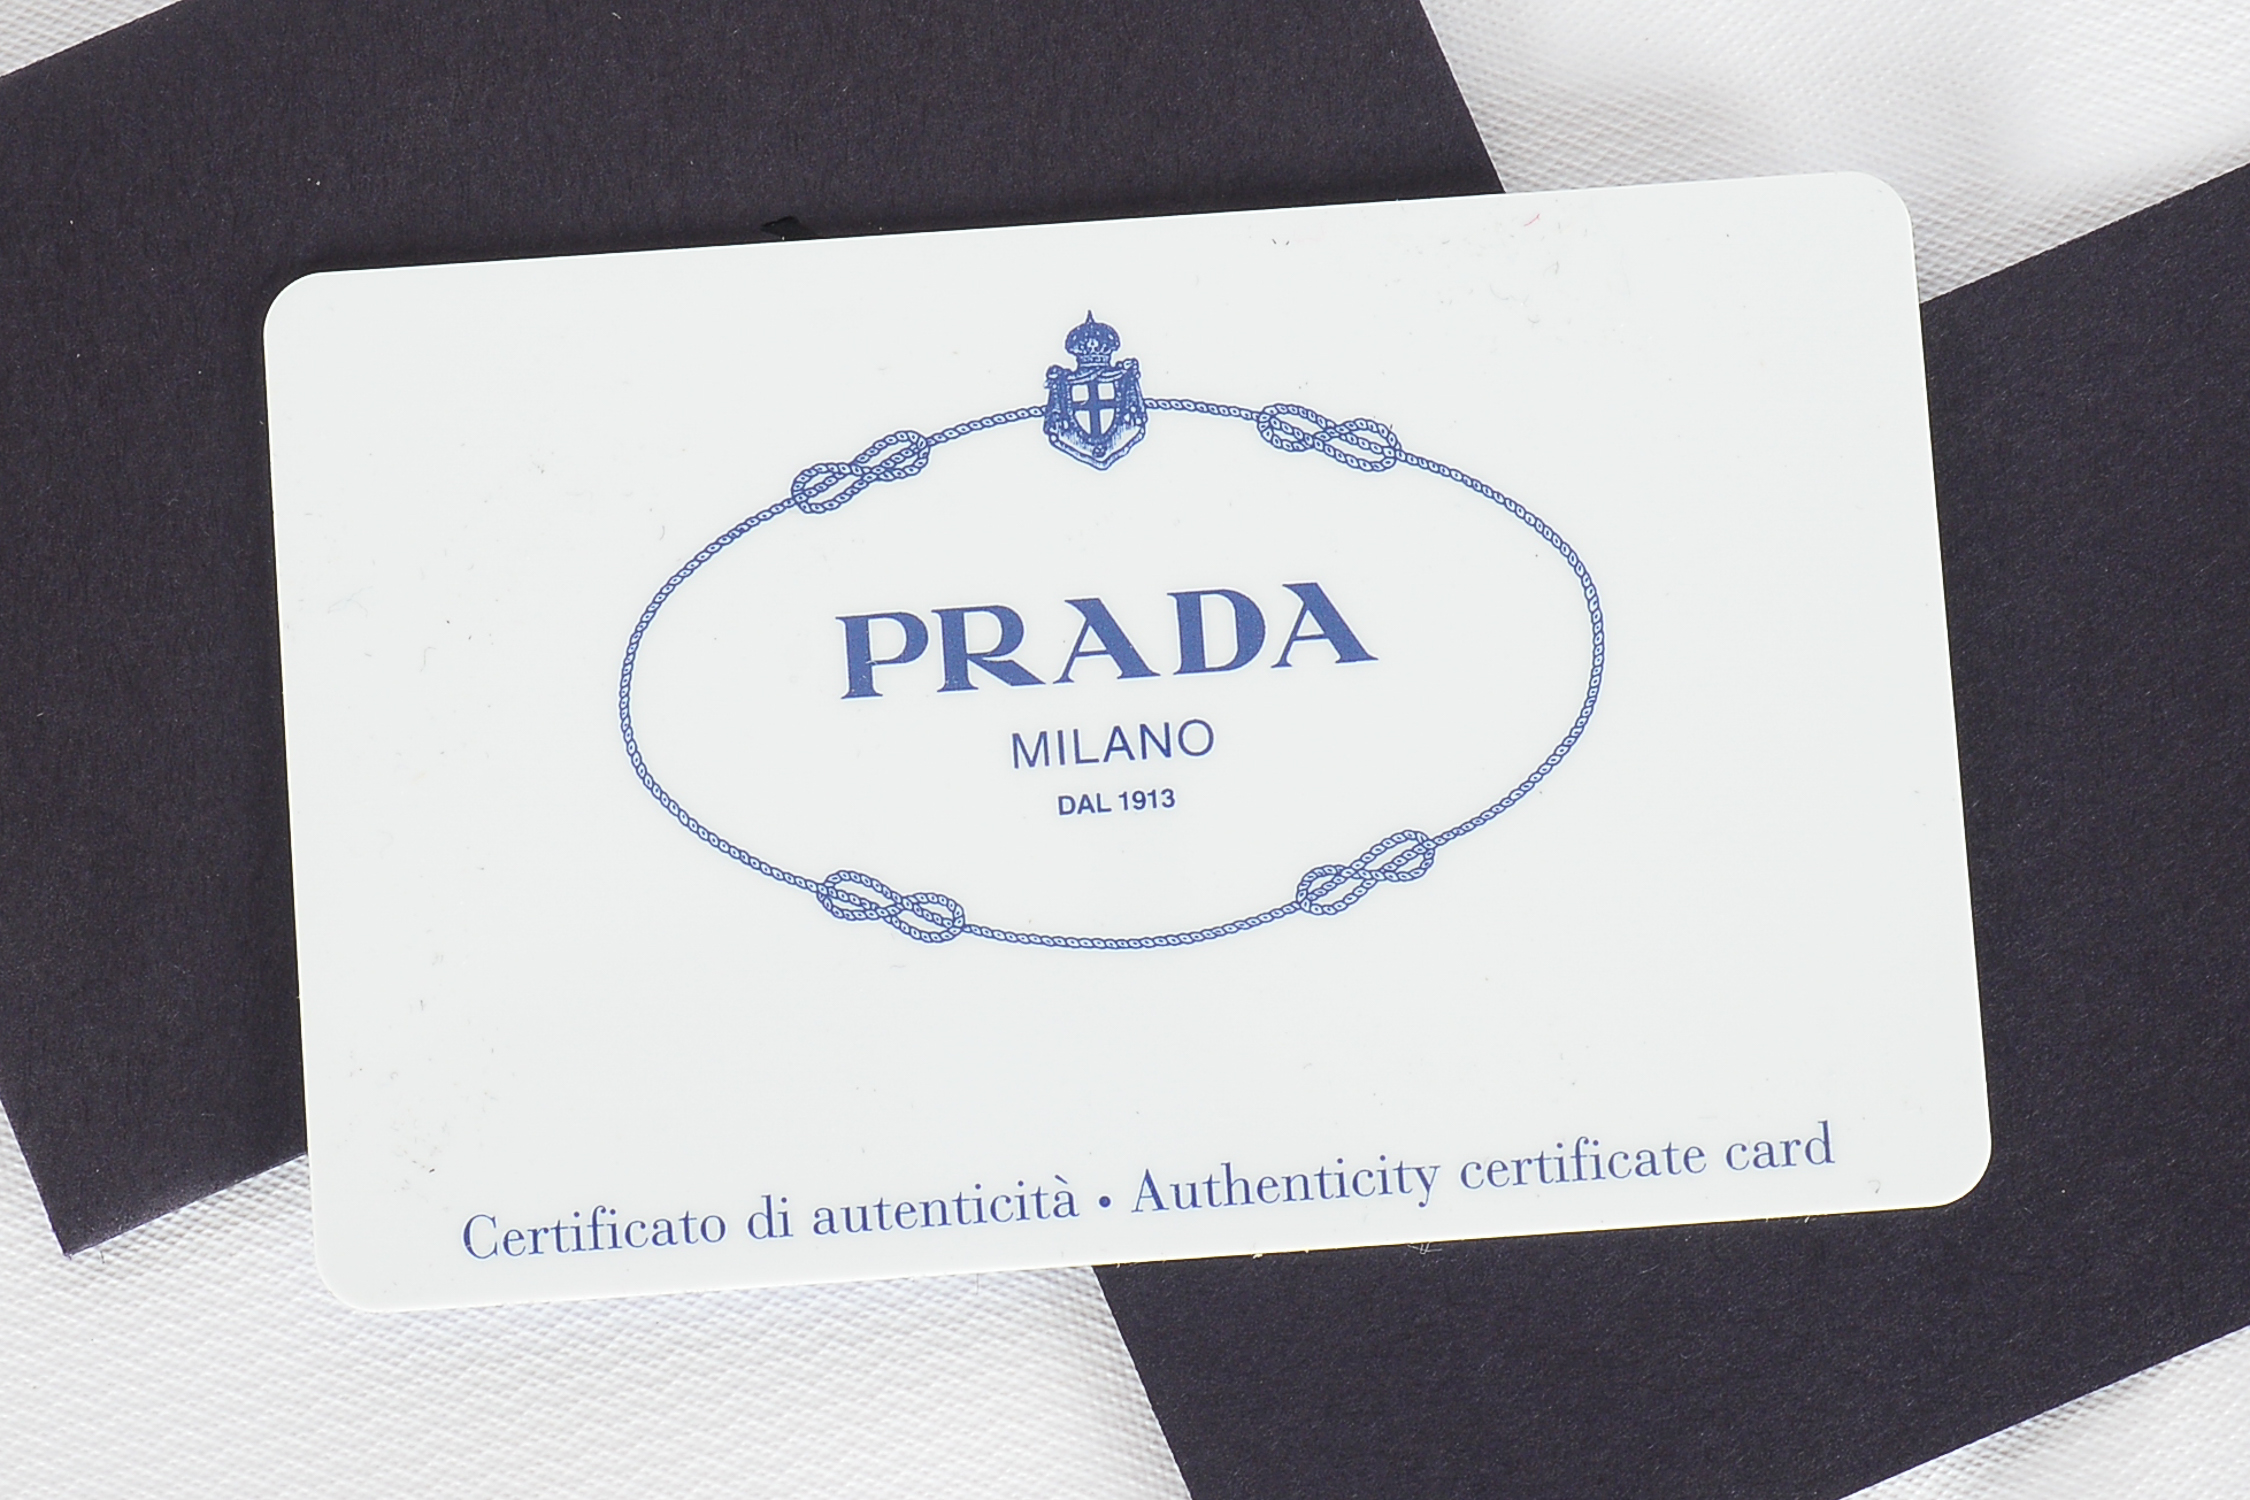 PRADA
MILANO
DAL 1913
Certificato di autenticità • Authenticity certificate card